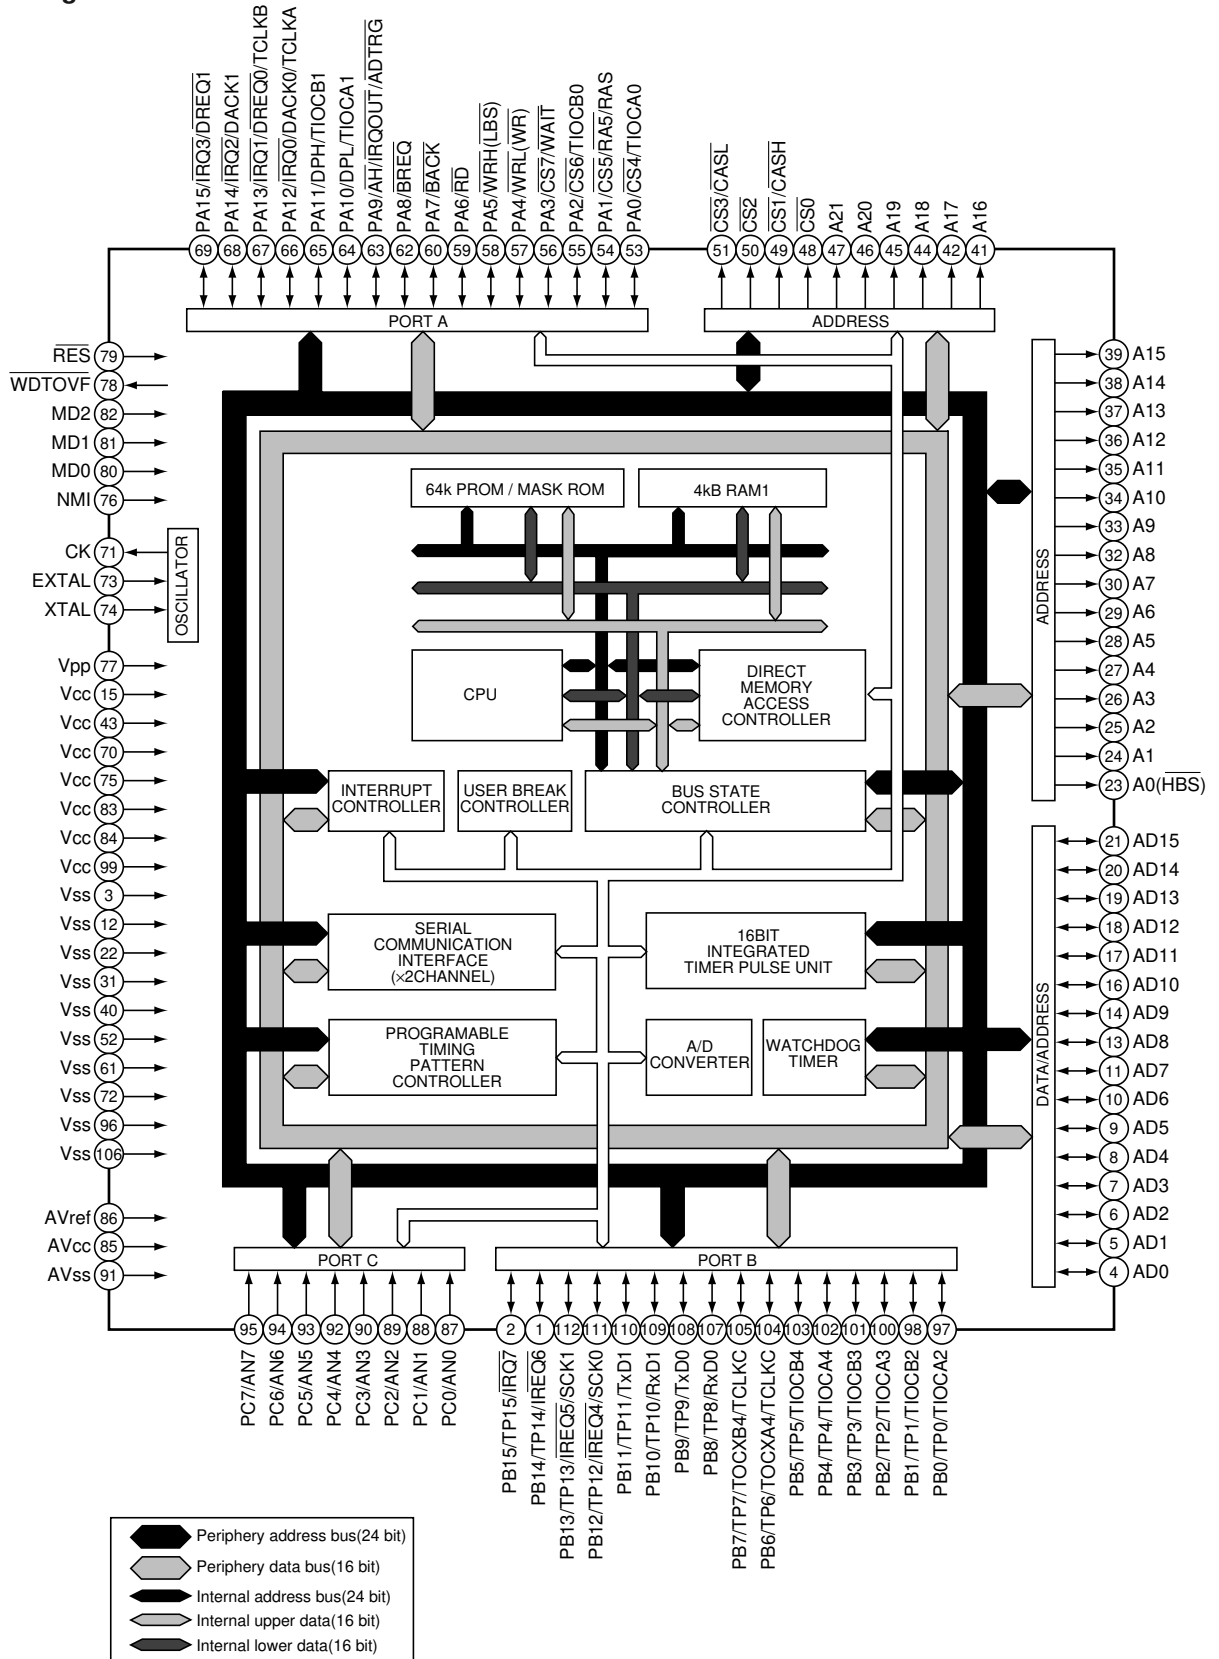 PA15/IRQ3/DREQ1
PA14/IRQ2/DACK1
PA13/IRQ1/DREQ0/TCLKB
PA12/IRQ0/DACK0/TCLKA
PA11/DPH/TIOCB1
PA10/DPL/TIOCA1
PA9/AH/IRQOUT/ADTRG
PA8/BREQ
PA7/BACK
PA6/RD
PA5/WRH(LBS)
PA4/WRL(WR)
PA3/CS7/WAIT
PA2/CS6/TIOCB0
PA1/CS5/RA5/RAS
PA0/CS4/TIOCA0
CS3/CASL
CS2
CS1/CASH
CS0
A21
A20
A19
A18
A17
A16
69 68 67 66 65 64 63 62 60 59 58 57 56 55 54 53
51 50 49 48 47 46 45 44 42 41
PORT A
ADDRESS
RES 79
WDTOVF 78
MD2 82
MD1 81
MD0 80
NMI 76
CK 71
EXTAL 73
XTAL 74
OSCILLATOR
Vpp 77
Vcc 15
Vcc 43
Vcc 70
Vcc 75
Vcc 83
Vcc 84
Vcc 99
Vss 3
Vss 12
Vss 22
Vss 31
Vss 40
Vss 52
Vss 61
Vss 72
Vss 96
Vss 106
AVref 86
AVcc 85
AVss 91
64k PROM / MASK ROM
4kB RAM1
CPU
DIRECT
MEMORY
ACCESS
CONTROLLER
INTERRUPT
CONTROLLER
USER BREAK
CONTROLLER
BUS STATE
CONTROLLER
SERIAL
COMMUNICATION
INTERFACE
(×2CHANNEL)
16BIT
INTEGRATED
TIMER PULSE UNIT
PROGRAMABLE
TIMING
PATTERN
CONTROLLER
A/D
CONVERTER
WATCHDOG
TIMER
ADDRESS
39 A15
38 A14
37 A13
36 A12
35 A11
34 A10
33 A9
32 A8
30 A7
29 A6
28 A5
27 A4
26 A3
25 A2
24 A1
23 A0(HBS)
DATA/ADDRESS
21 AD15
20 AD14
19 AD13
18 AD12
17 AD11
16 AD10
14 AD9
13 AD8
11 AD7
10 AD6
9 AD5
8 AD4
7 AD3
6 AD2
5 AD1
4 AD0
PORT C
PORT B
95 94 93 92 90 89 88 87
2 1 112 111 110 109 108 107 105 104 103 102 101 100 98 97
PC7/AN7
PC6/AN6
PC5/AN5
PC4/AN4
PC3/AN3
PC2/AN2
PC1/AN1
PC0/AN0
PB15/TP15/IRQ7
PB14/TP14/IREQ6
PB13/TP13/IREQ5/SCK1
PB12/TP12/IREQ4/SCK0
PB11/TP11/TxD1
PB10/TP10/RxD1
PB9/TP9/TxD0
PB8/TP8/RxD0
PB7/TP7/TOCXB4/TCLKC
PB6/TP6/TOCXA4/TCLKC
PB5/TP5/TIOCB4
PB4/TP4/TIOCA4
PB3/TP3/TIOCB3
PB2/TP2/TIOCA3
PB1/TP1/TIOCB2
PB0/TP0/TIOCA2
Periphery address bus(24 bit)
Periphery data bus(16 bit)
Internal address bus(24 bit)
Internal upper data(16 bit)
Internal lower data(16 bit)